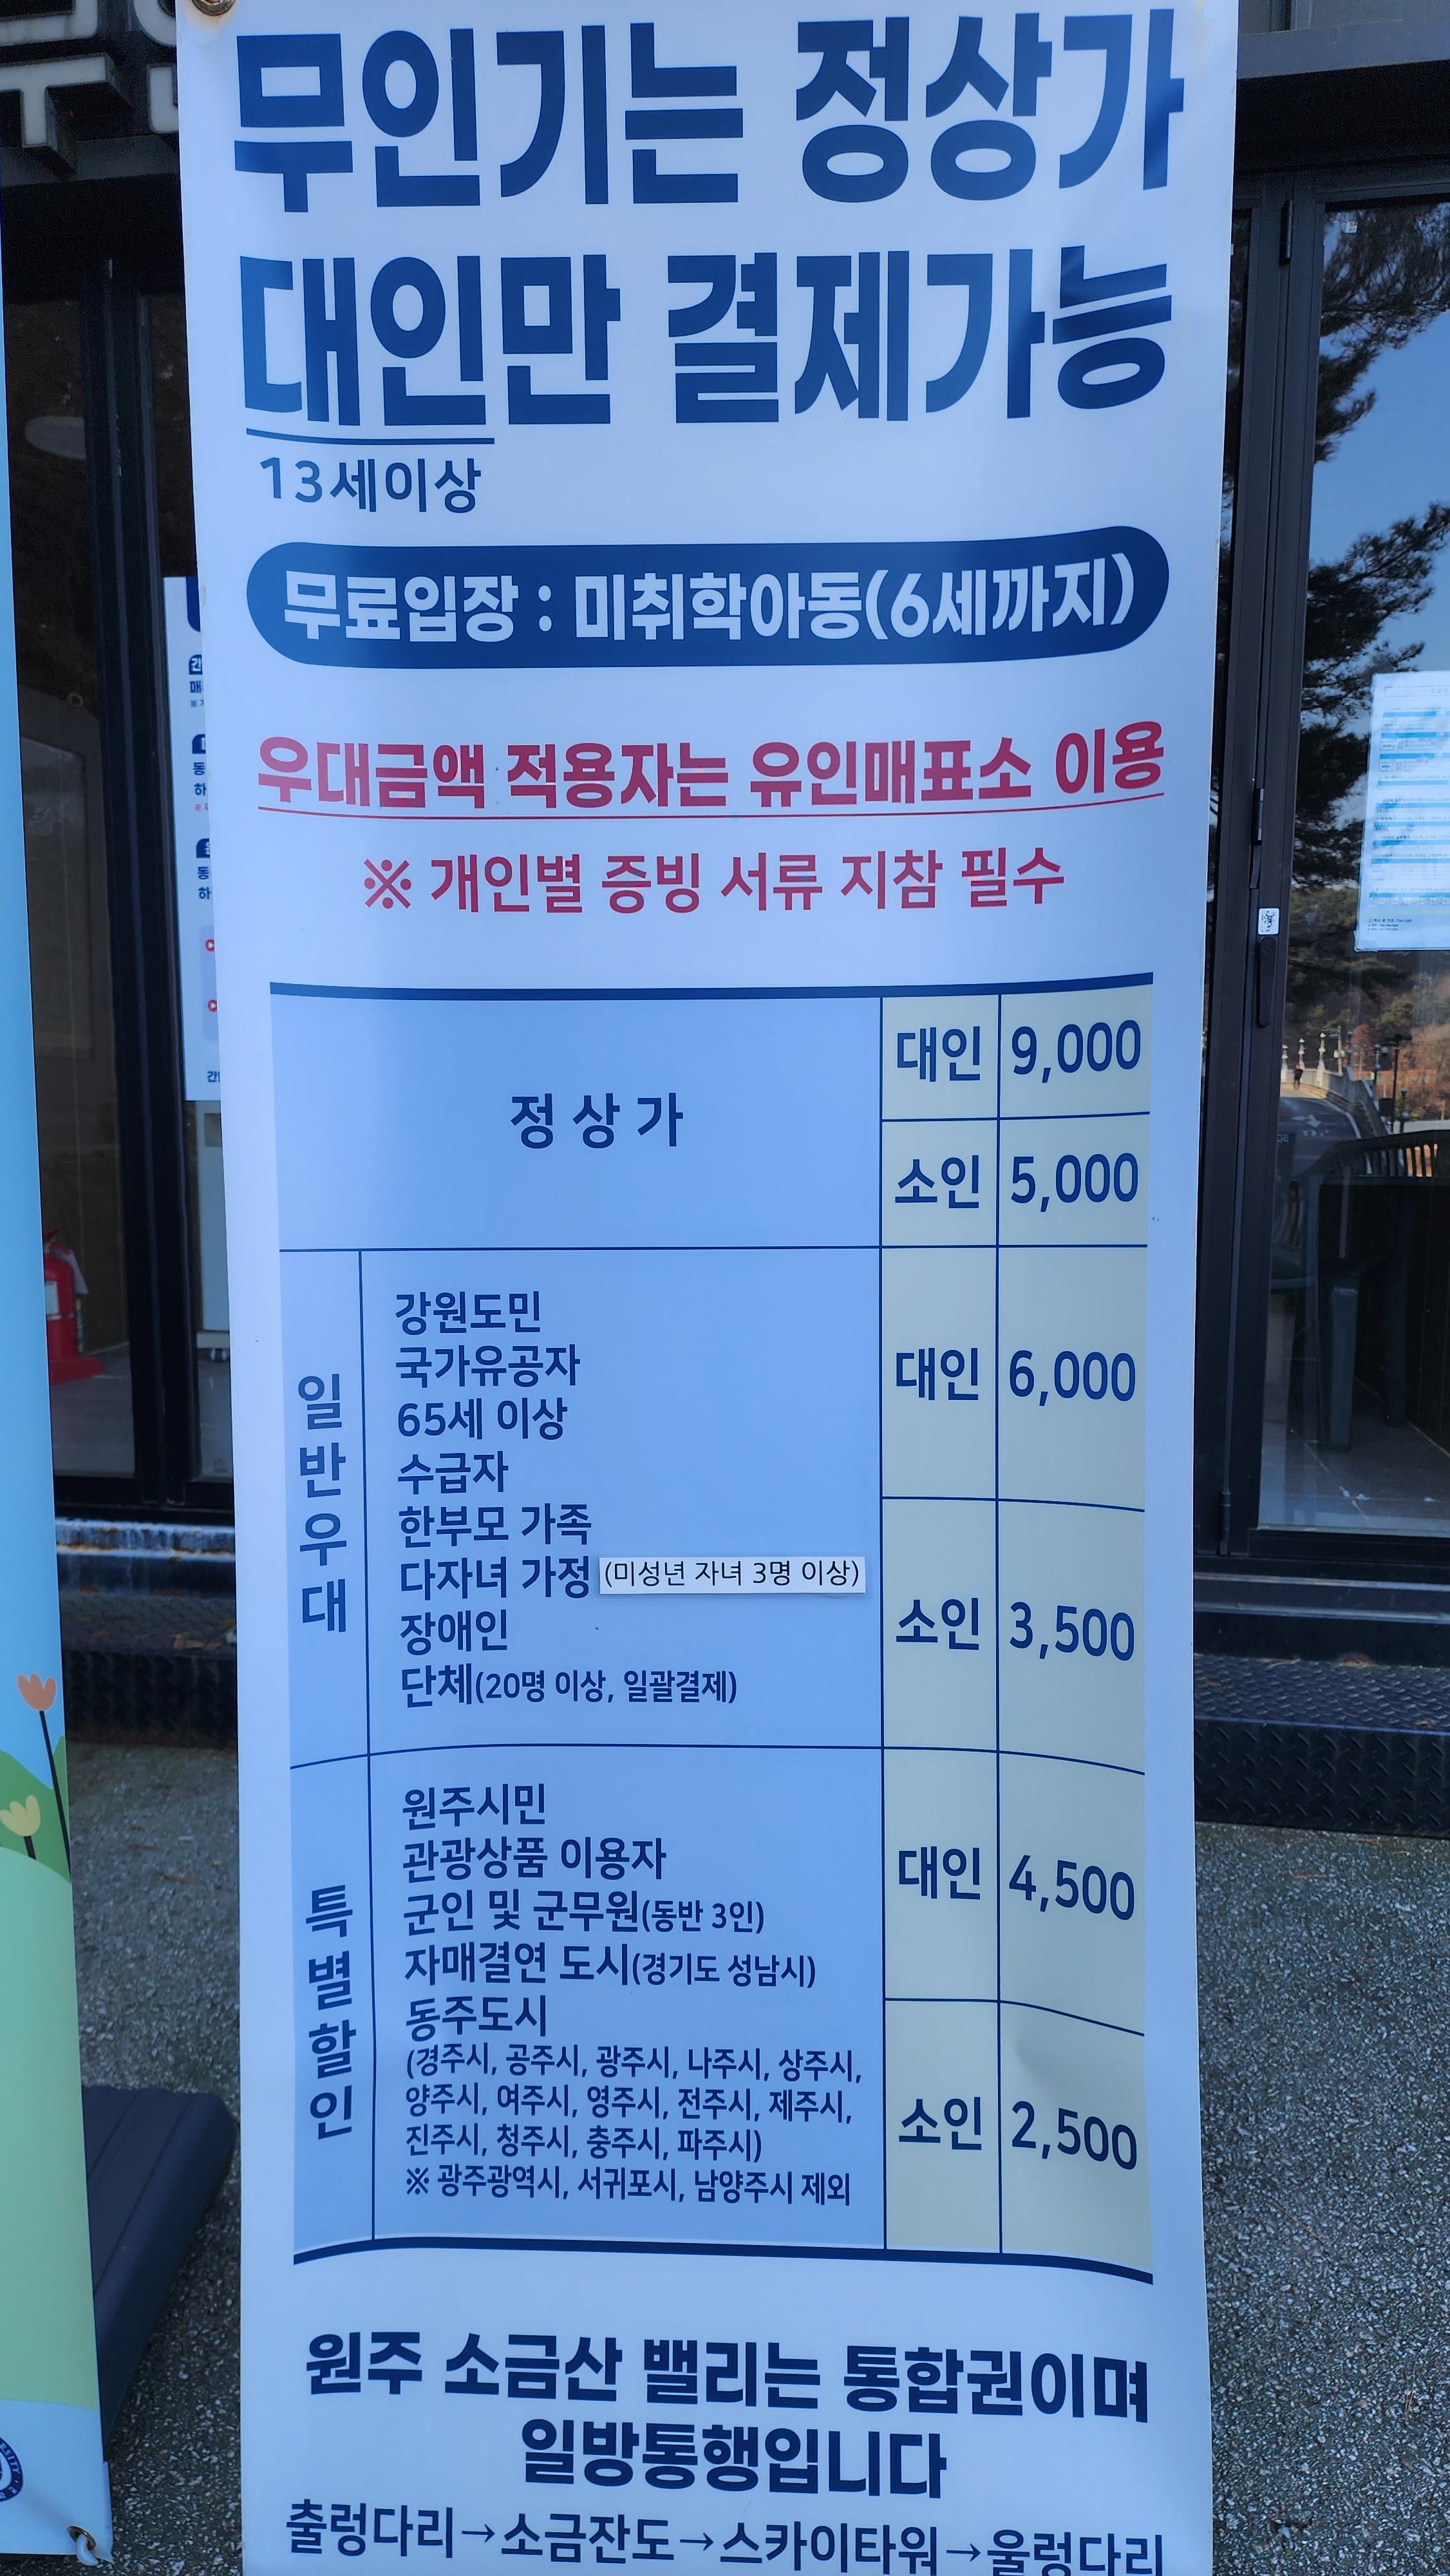 무인기는 정상가
대인만 결제가능
13세이상
무료입장 : 미취학아동(6세까지)
우대금액 적용자는 유인매표소 이용
※ 개인별 증빙 서류 지참 필수
정상가
대인 9,000
소인 5,000
일반우대
강원도민
국가유공자
65세 이상
수급자
한부모 가족
다자녀 가정 (미성년 자녀 3명 이상)
장애인
단체(20명 이상, 일괄결제)
대인 6,000
소인 3,500
특별할인
원주시민
관광상품 이용자
군인 및 군무원(동반 3인)
자매결연 도시(경기도 성남시)
동주도시
(경주시, 공주시, 광주시, 나주시, 상주시,
양주시, 여주시, 영주시, 전주시, 제주시,
진주시, 청주시, 충주시, 파주시)
※ 광주광역시, 서귀포시, 남양주시 제외
대인 4,500
소인 2,500
원주 소금산 밸리는 통합권이며
일방통행입니다
출렁다리→소금잔도→스카이타워→울렁다리